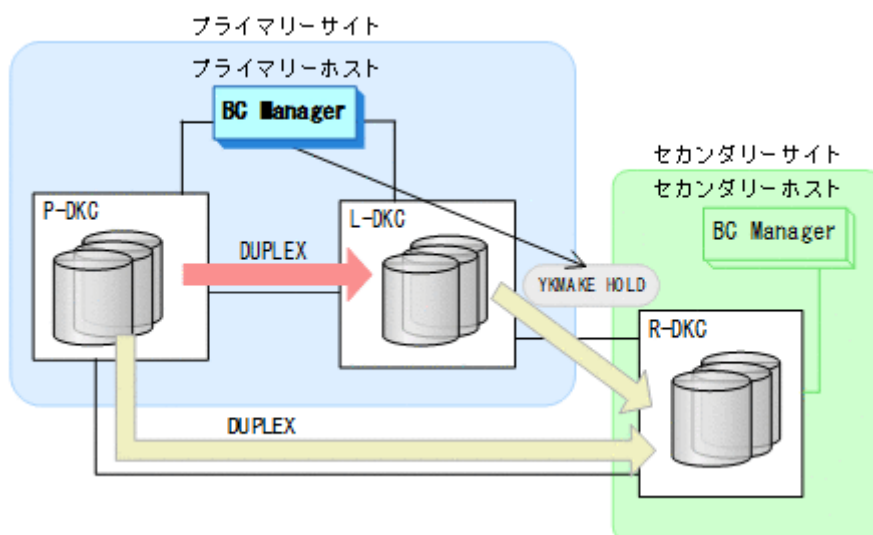 プライマリーサイト
プライマリーホスト
BC Manager
セカンダリーサイト
セカンダリーホスト
BC Manager
P-DKC
L-DKC
DUPLEX
YKMAKE HOLD
R-DKC
DUPLEX